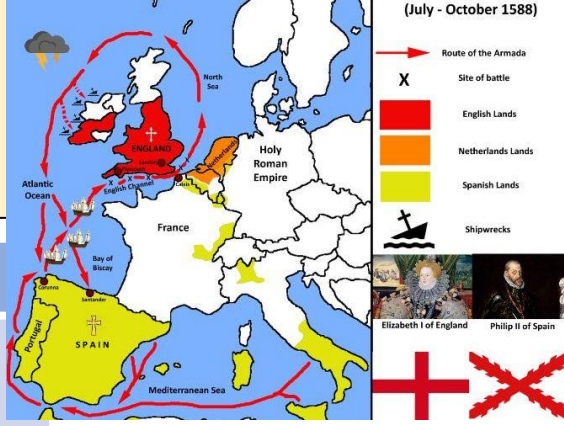 (July - October 1588)
Route of the Armada
X
Site of battle
English Lands
Netherlands Lands
Spanish Lands
Shipwrecks
Elizabeth I of England
Philip II of Spain
North
Sea
ENGLAND
London
Netherlands
Holy
Roman
Empire
English Channel
Calais
X
X
X
X
Atlantic
Ocean
France
Bay of
Biscay
Corunna
Santander
Portugal
SPAIN
Mediterranean Sea